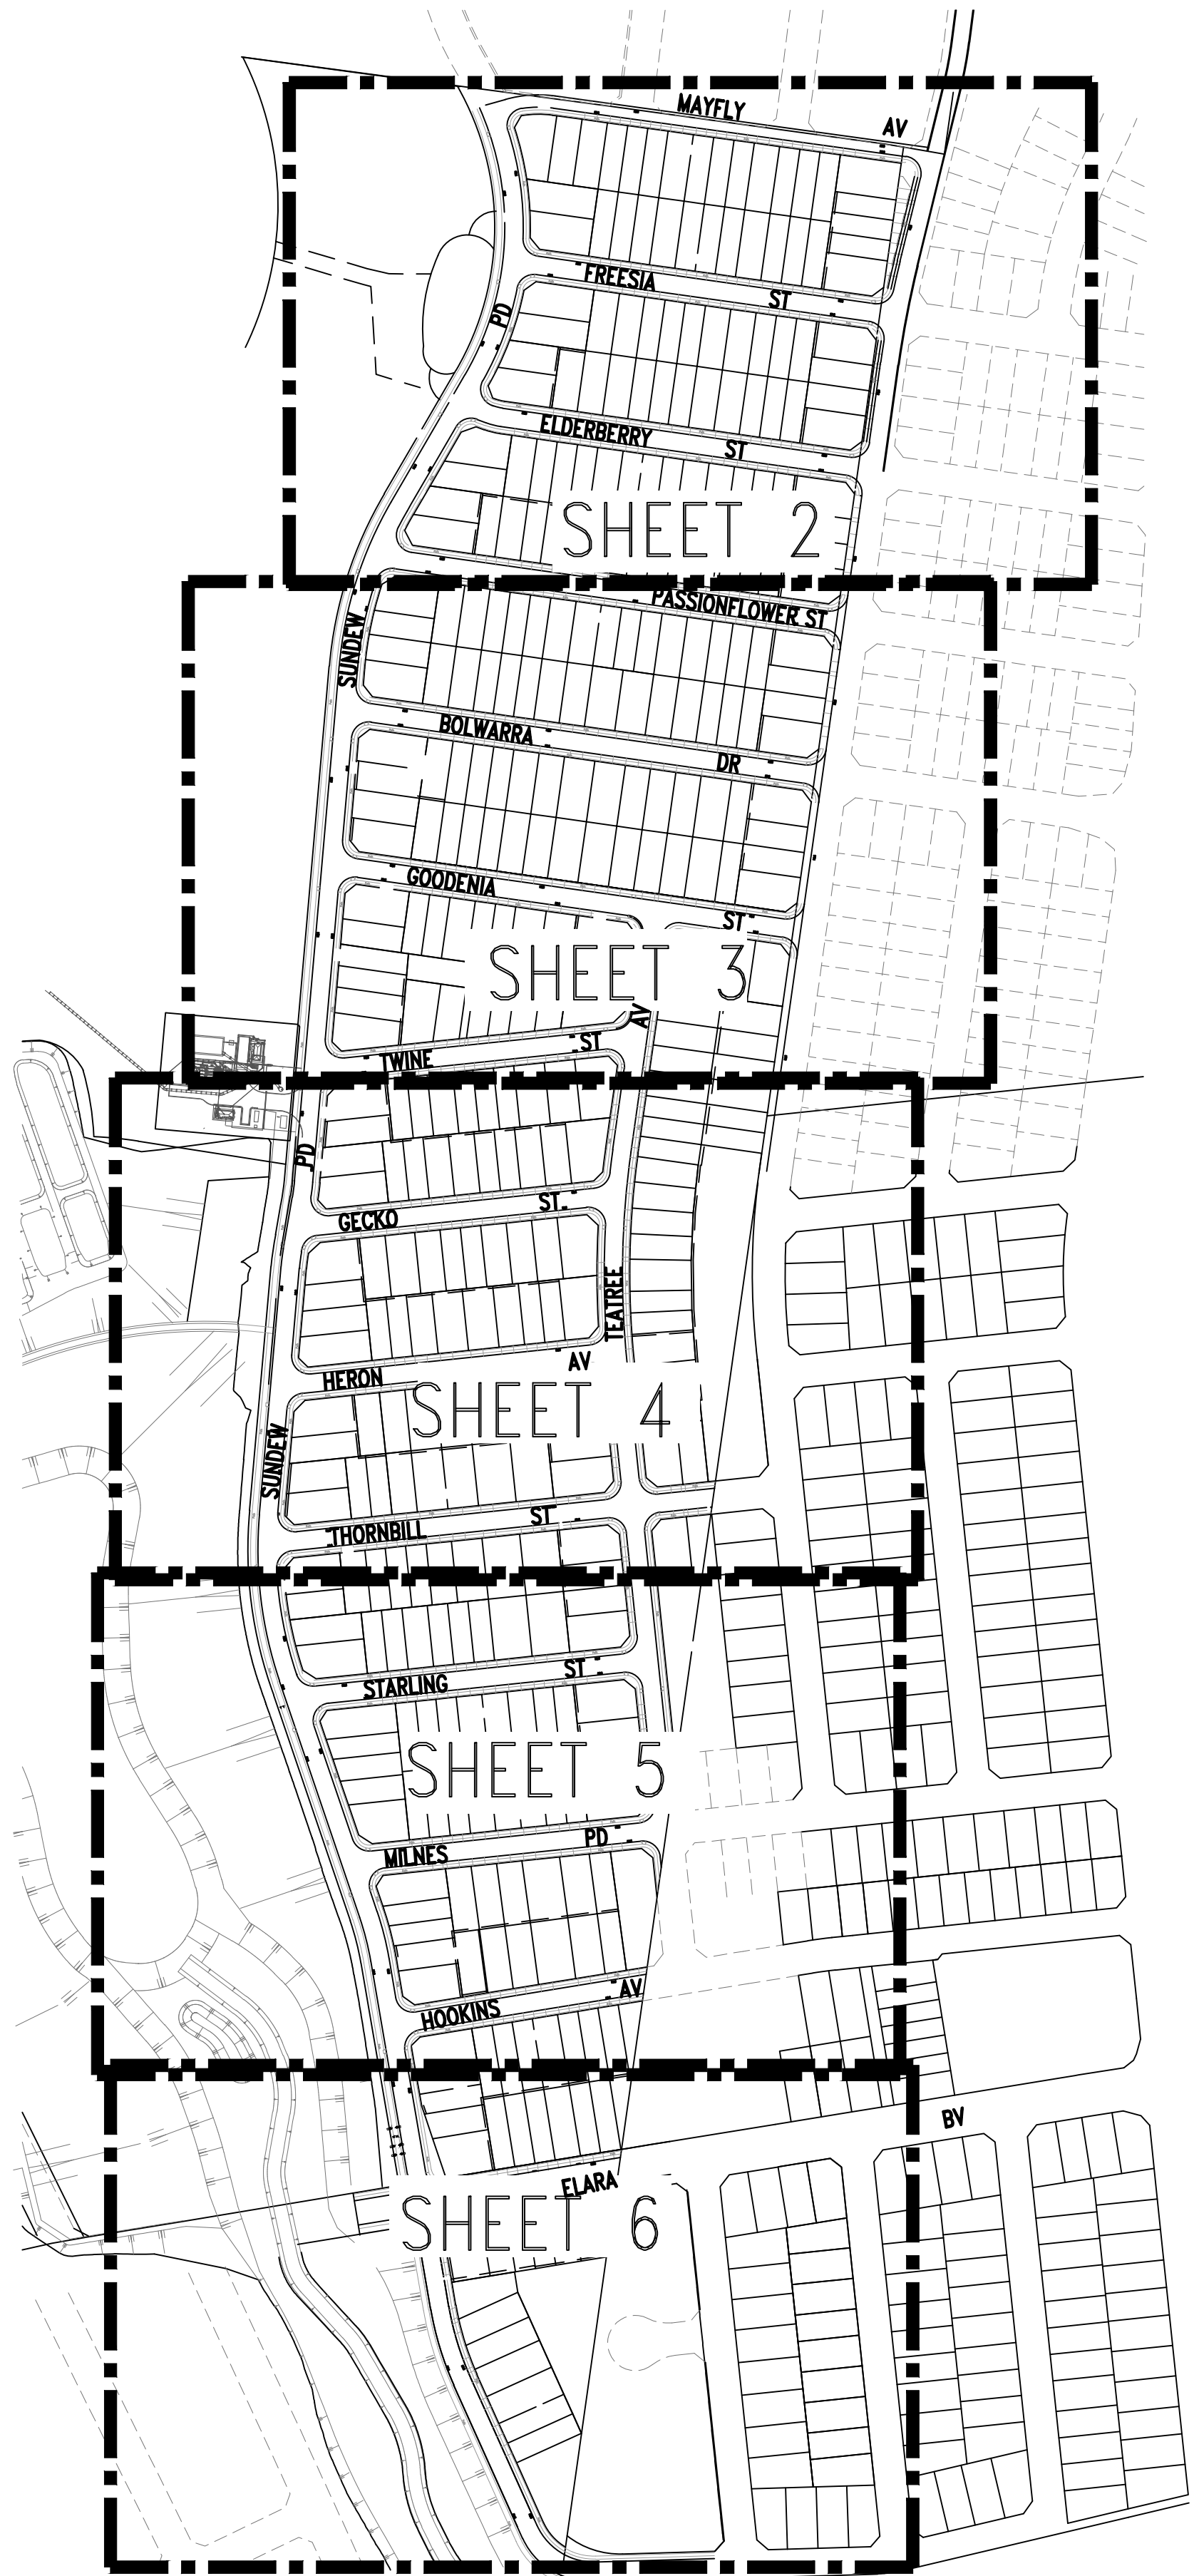 MAYFLY AV
FREESIA ST
PD
ELDERBERRY ST
SHEET 2
PASSIONFLOWER ST
SUNDEW
BOLWARRA DR
GOODENIA ST
SHEET 3
AV
TWINE ST
PD
GECKO ST
TEATREE
HERON AV
SHEET 4
SUNDEW
THORNBILL ST
STARLING ST
SHEET 5
MILNES PD
HOOKINS AV
BV
ELARA
SHEET 6